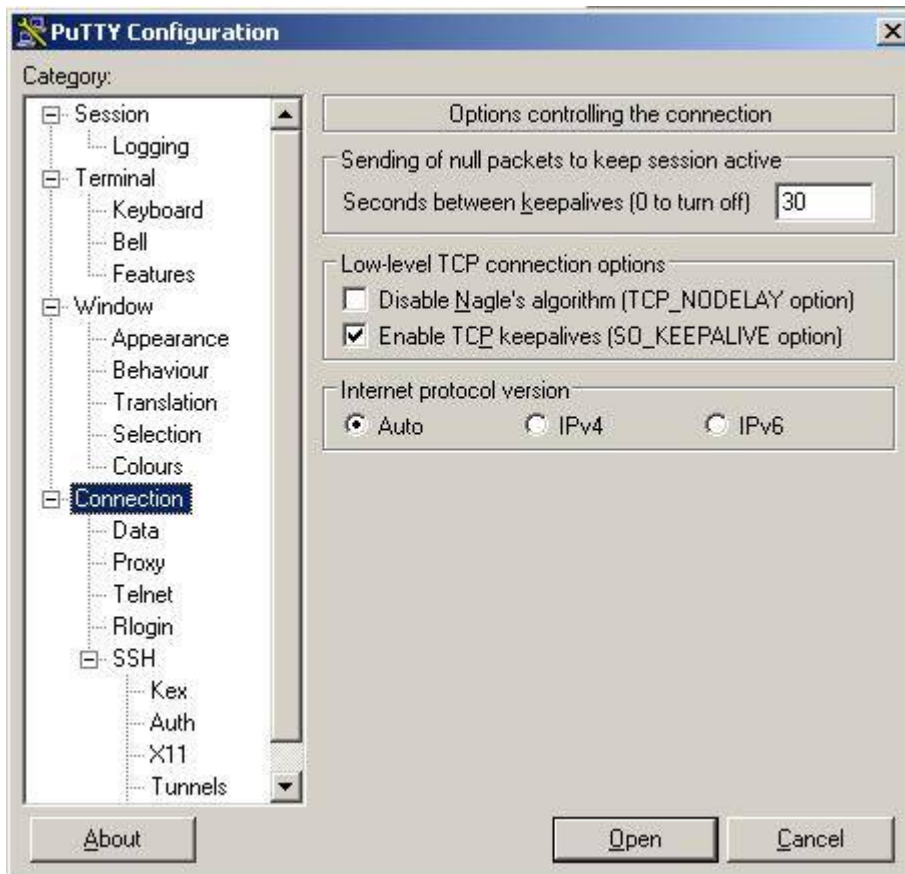 PuTTY Configuration
Category:
Session
Logging
Terminal
Keyboard
Bell
Features
Window
Appearance
Behaviour
Translation
Selection
Colours
Connection
Data
Proxy
Telnet
Rlogin
SSH
Kex
Auth
X11
Tunnels
Options controlling the connection
Sending of null packets to keep session active
Seconds between keepalives (0 to turn off) 30
Low-level TCP connection options
Disable Nagle's algorithm (TCP_NODELAY option)
Enable TCP keepalives (SO_KEEPALIVE option)
Internet protocol version
Auto IPv4 IPv6
About Open Cancel